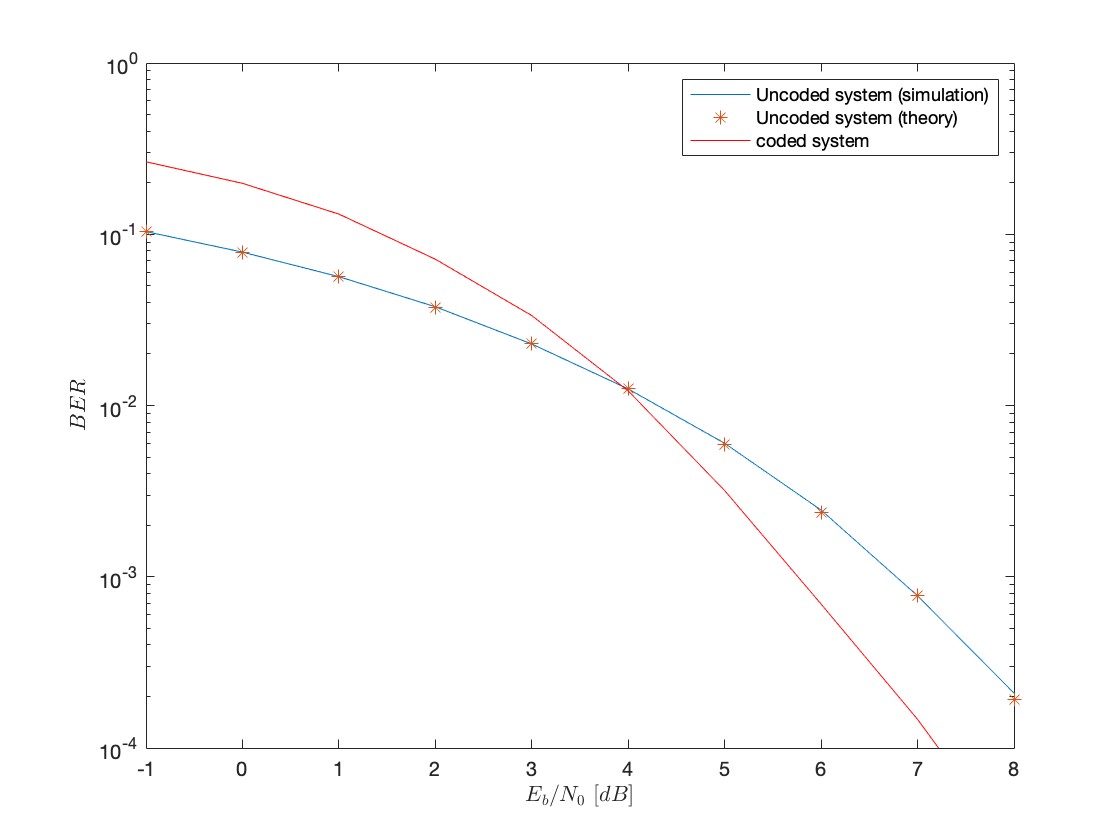 10^0
10^-1
10^-2
10^-3
10^-4
BER
Uncoded system (simulation)
Uncoded system (theory)
coded system
-1 0 1 2 3 4 5 6 7 8
E_b/N_0 [dB]